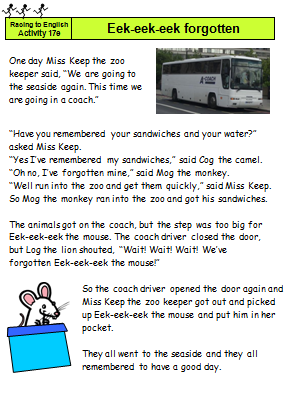 Racing to English
Activity 17e
Eek-eek-eek forgotten
One day Miss Keep the zoo
keeper said, “We are going to
the seaside again. This time we
are going in a coach.”
A-COACH
“Have you remembered your sandwiches and your water?”
asked Miss Keep.
“Yes I’ve remembered my sandwiches,” said Cog the camel.
“Oh no, I’ve forgotten mine,” said Mog the monkey.
“Well run into the zoo and get them quickly,” said Miss Keep.
So Mog the monkey ran into the zoo and got his sandwiches.
The animals got on the coach, but the step was too big for
Eek-eek-eek the mouse. The coach driver closed the door,
but Log the lion shouted, “Wait! Wait! Wait! We’ve
forgotten Eek-eek-eek the mouse!”
So the coach driver opened the door again and
Miss Keep the zoo keeper got out and picked
up Eek-eek-eek the mouse and put him in her
pocket.
They all went to the seaside and they all
remembered to have a good day.